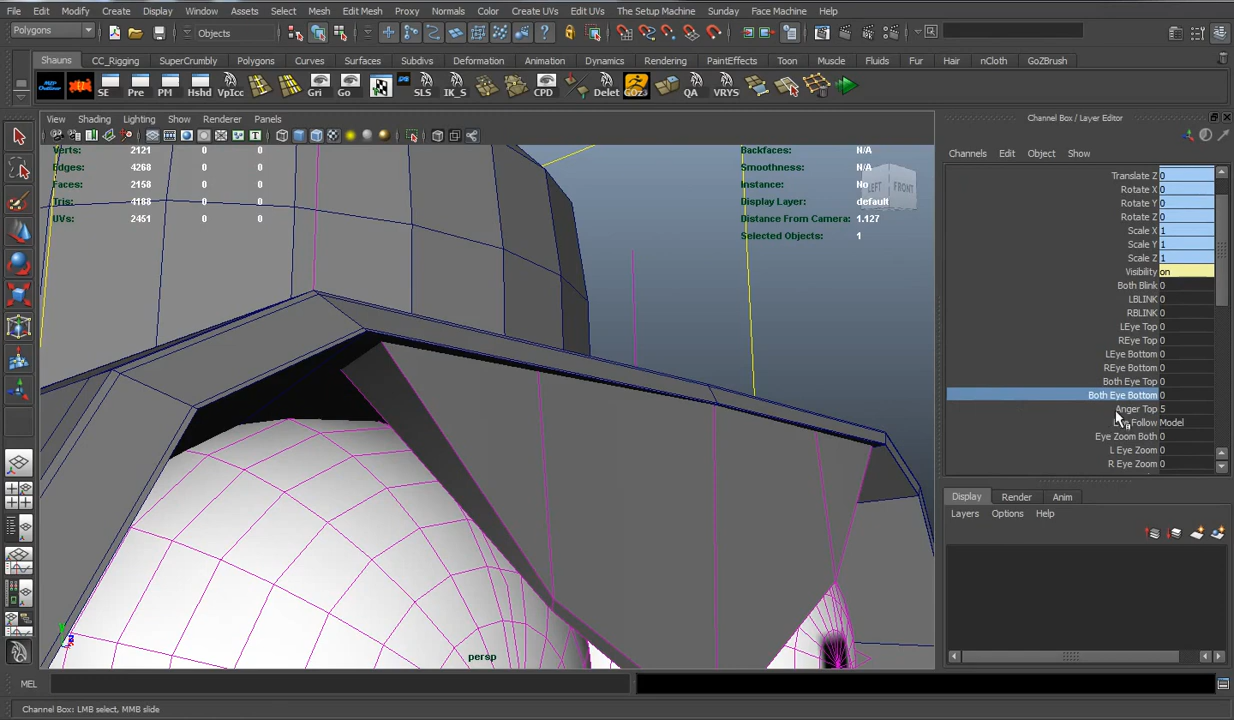 File Edit Modify Create Display Window Assets Select Mesh Edit Mesh Proxy Normals Color Create UVs Edit UVs The Setup Machine Sunday Face Machine Help
Polygons Objects
Shauns CC_Rigging SuperCrumbly Polygons Curves Surfaces Subdivs Deformation Animation Dynamics Rendering PaintEffects Toon Muscle Fluids Fur Hair nCloth GoZBrush
SE Pre PM Hshd VpIcc Gri Go SLS IK_S CPD Delet GOz3 QA VRYS
Channel Box / Layer Editor
View Shading Lighting Show Renderer Panels
Channels Edit Object Show
Verts: 2121 0 0
Edges: 4268 0 0
Faces: 2158 0 0
Tris: 4188 0 0
UVs: 2451 0 0
Backfaces: N/A
Smoothness: N/A
Instance: No
Display Layer: default
Distance From Camera: 1.127
Selected Objects: 1
LEFT FRONT
Translate Z 0
Rotate X 0
Rotate Y 0
Rotate Z 0
Scale X 1
Scale Y 1
Scale Z 1
Visibility on
Both Blink 0
LBLINK 0
RBLINK 0
LEye Top 0
REye Top 0
LEye Bottom 0
REye Bottom 0
Both Eye Top 0
Both Eye Bottom 0
Anger Top 5
Follow Model
Eye Zoom Both 0
L Eye Zoom 0
R Eye Zoom 0
Display Render Anim
Layers Options Help
persp
MEL
Channel Box: LMB select, MMB slide